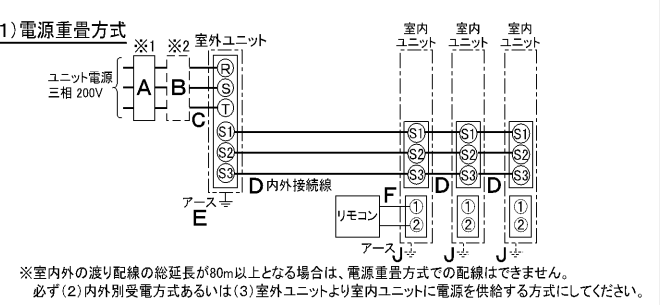 1)電源重畳方式
※1 ※2 室外ユニット 室内ユニット 室内ユニット 室内ユニット
ユニット電源
三相 200V
A B C
R
S
T
S1 S1 S1 S1
S2 S2 S2 S2
S3 S3 S3 S3
D 内外接続線 F D D
アース
E
リモコン
① ① ①
② ② ②
アース J J J
※室内外の渡り配線の総延長が80m以上となる場合は、電源重畳方式での配線はできません。
必ず(2)内外別受電方式あるいは(3)室外ユニットより室内ユニットに電源を供給する方式にしてください。